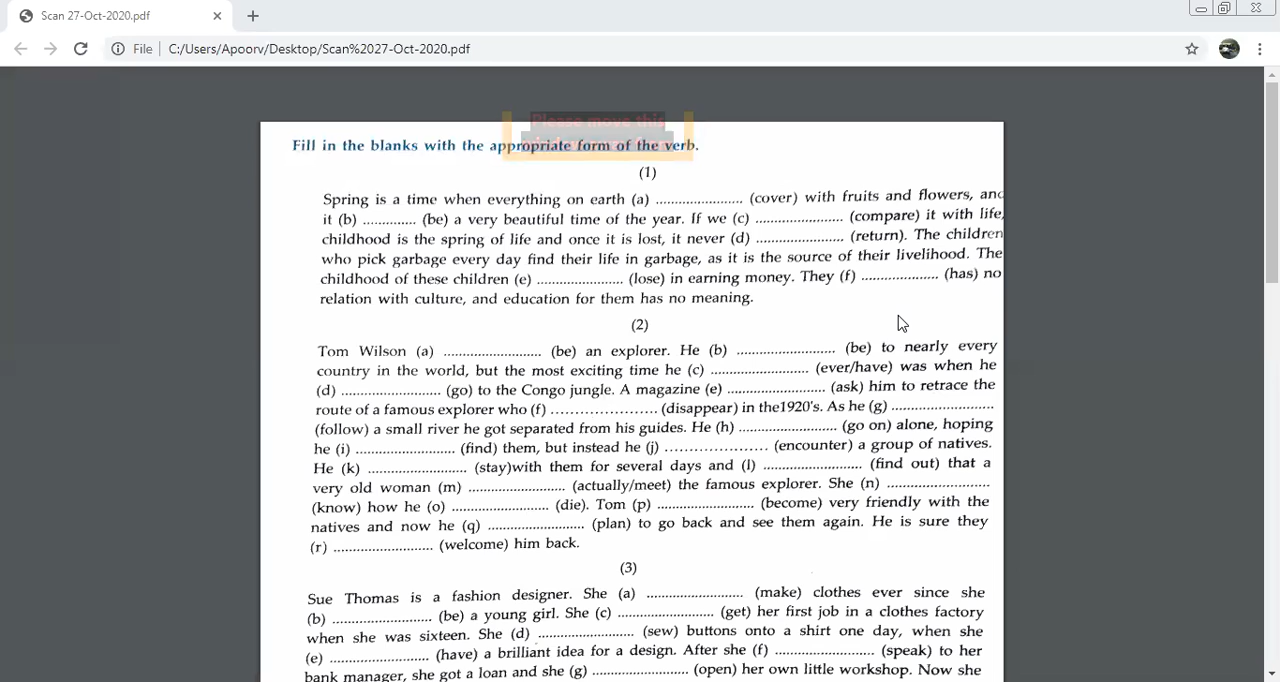 Scan 27-Oct-2020.pdf
File C:/Users/Apoorv/Desktop/Scan%2027-Oct-2020.pdf
Please move this
Fill in the blanks with the appropriate form of the verb.
(1)
Spring is a time when everything on earth (a) ...................... (cover) with fruits and flowers, and
it (b) ............. (be) a very beautiful time of the year. If we (c) ...................... (compare) it with life,
childhood is the spring of life and once it is lost, it never (d) ...................... (return). The children
who pick garbage every day find their life in garbage, as it is the source of their livelihood. The
childhood of these children (e) ...................... (lose) in earning money. They (f) ................... (has) no
relation with culture, and education for them has no meaning.
(2)
Tom Wilson (a) ......................... (be) an explorer. He (b) ......................... (be) to nearly every
country in the world, but the most exciting time he (c) ......................... (ever/have) was when he
(d) ......................... (go) to the Congo jungle. A magazine (e) ......................... (ask) him to retrace the
route of a famous explorer who (f) ......................... (disappear) in the1920's. As he (g) .........................
(follow) a small river he got separated from his guides. He (h) ......................... (go on) alone, hoping
he (i) ......................... (find) them, but instead he (j) ......................... (encounter) a group of natives.
He (k) ......................... (stay)with them for several days and (l) ......................... (find out) that a
very old woman (m) ......................... (actually/meet) the famous explorer. She (n) .........................
(know) how he (o) ......................... (die). Tom (p) ......................... (become) very friendly with the
natives and now he (q) ......................... (plan) to go back and see them again. He is sure they
(r) ......................... (welcome) him back.
(3)
Sue Thomas is a fashion designer. She (a) ......................... (make) clothes ever since she
(b) ......................... (be) a young girl. She (c) ......................... (get) her first job in a clothes factory
when she was sixteen. She (d) ......................... (sew) buttons onto a shirt one day, when she
(e) ......................... (have) a brilliant idea for a design. After she (f) ......................... (speak) to her
bank manager, she got a loan and she (g) ......................... (open) her own little workshop. Now she